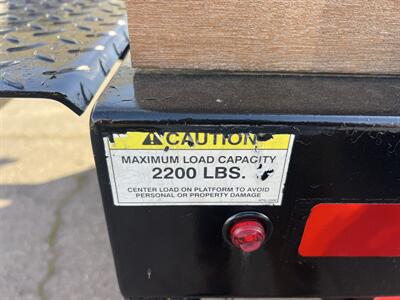 CAUTION
MAXIMUM LOAD CAPACITY
2200 LBS.
CENTER LOAD ON PLATFORM TO AVOID
PERSONAL OR PROPERTY DAMAGE